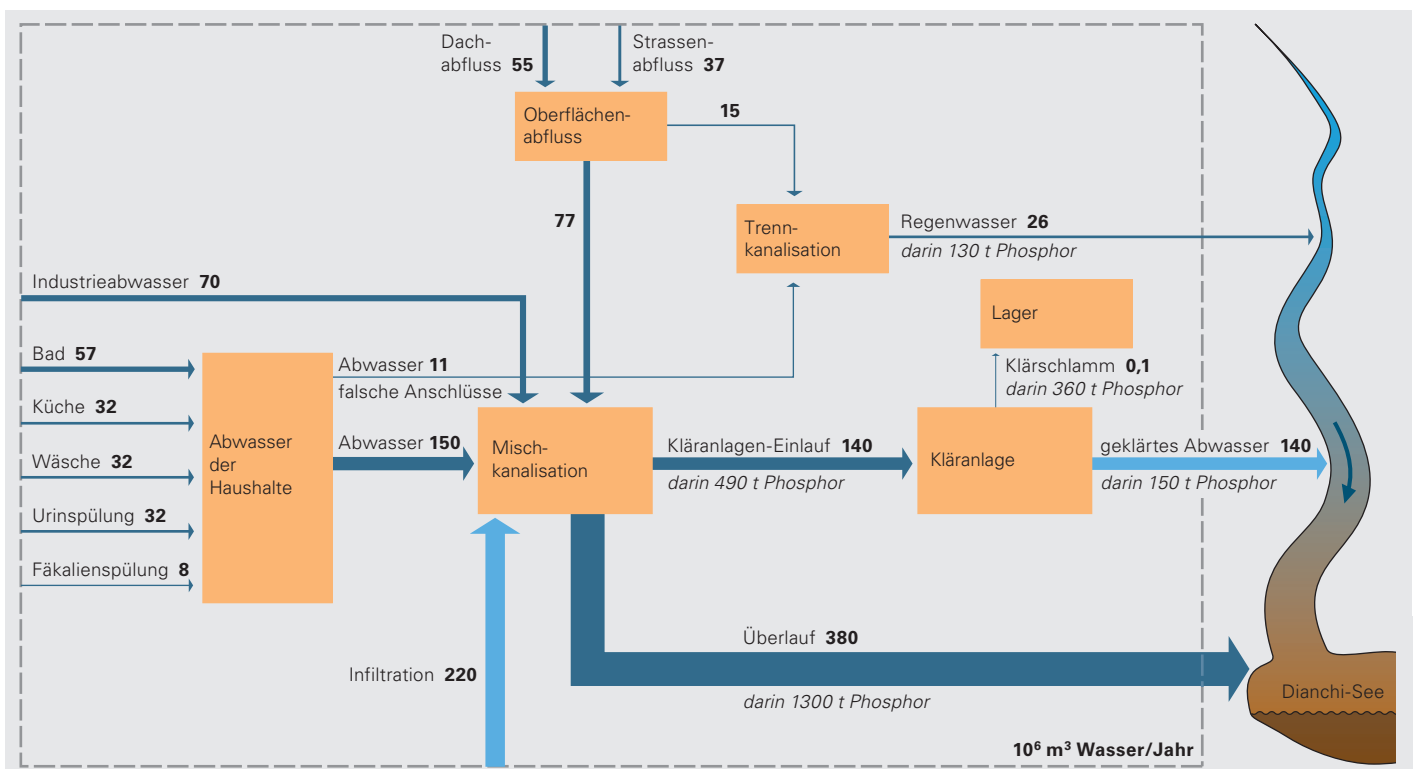 Dach-
abfluss 55
Strassen-
abfluss 37
Oberflächen-
abfluss
15
77
Trenn-
kanalisation
Regenwasser 26
darin 130 t Phosphor
Industrieabwasser 70
Lager
Bad 57
Küche 32
Wäsche 32
Urinspülung 32
Fäkalienspülung 8
Abwasser
der
Haushalte
Abwasser 11
falsche Anschlüsse
Abwasser 150
Misch-
kanalisation
Kläranlagen-Einlauf 140
darin 490 t Phosphor
Klärschlamm 0,1
darin 360 t Phosphor
Kläranlage
geklärtes Abwasser 140
darin 150 t Phosphor
Infiltration 220
Überlauf 380
darin 1300 t Phosphor
Dianchi-See
10⁶ m³ Wasser/Jahr